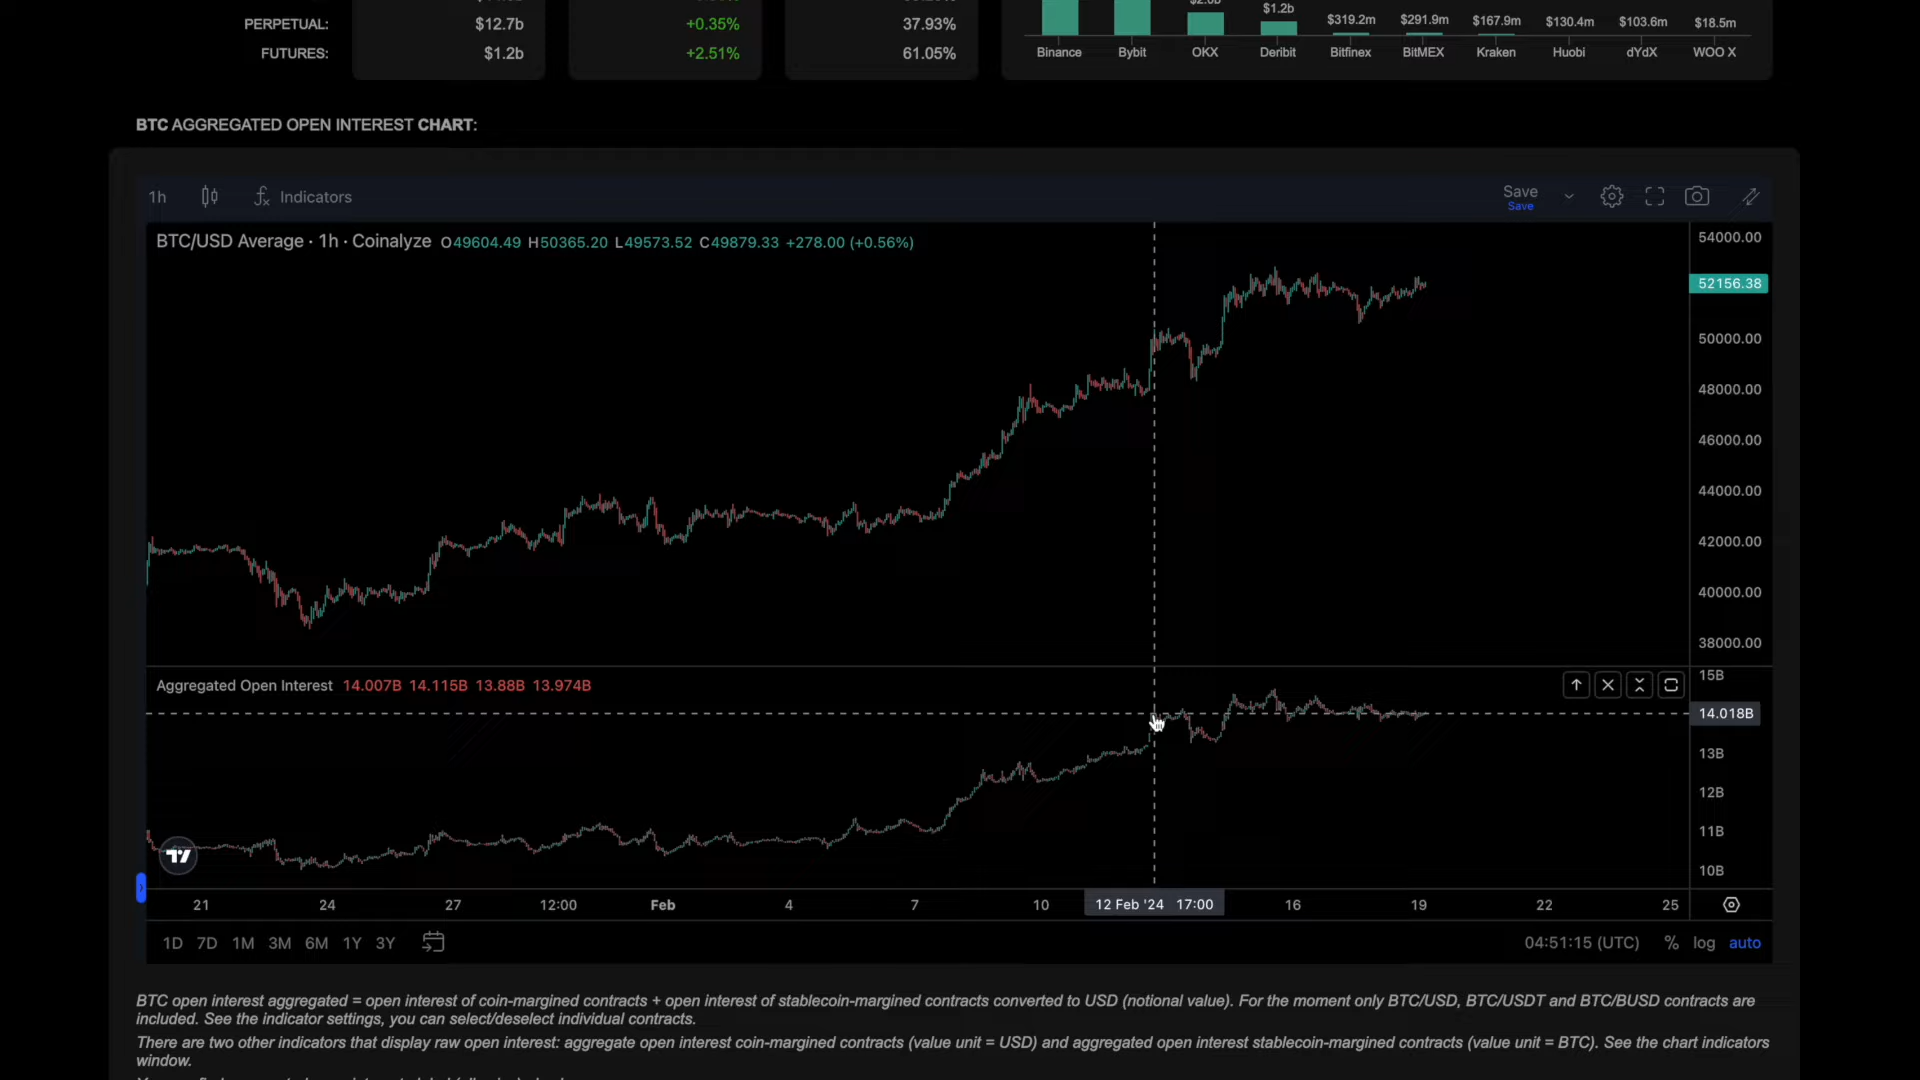 $2.0b
PERPETUAL: $12.7b +0.35% 37.93%
FUTURES: $1.2b +2.51% 61.05%
$1.2b $319.2m $291.9m $167.9m $130.4m $103.6m $18.5m
Binance Bybit OKX Deribit Bitfinex BitMEX Kraken Huobi dYdX WOO X
BTC AGGREGATED OPEN INTEREST CHART:
1h Indicators Save
Save
BTC/USD Average · 1h · Coinalyze O49604.49 H50365.20 L49573.52 C49879.33 +278.00 (+0.56%)
54000.00
52156.38
50000.00
48000.00
46000.00
44000.00
42000.00
40000.00
38000.00
Aggregated Open Interest 14.007B 14.115B 13.88B 13.974B
15B
14.018B
13B
12B
11B
10B
21 24 27 12:00 Feb 4 7 10 12 Feb '24 17:00 16 19 22 25
1D 7D 1M 3M 6M 1Y 3Y 04:51:15 (UTC) % log auto
BTC open interest aggregated = open interest of coin-margined contracts + open interest of stablecoin-margined contracts converted to USD (notional value). For the moment only BTC/USD, BTC/USDT and BTC/BUSD contracts are
included. See the indicator settings, you can select/deselect individual contracts.
There are two other indicators that display raw open interest: aggregate open interest coin-margined contracts (value unit = USD) and aggregated open interest stablecoin-margined contracts (value unit = BTC). See the chart indicators
window.